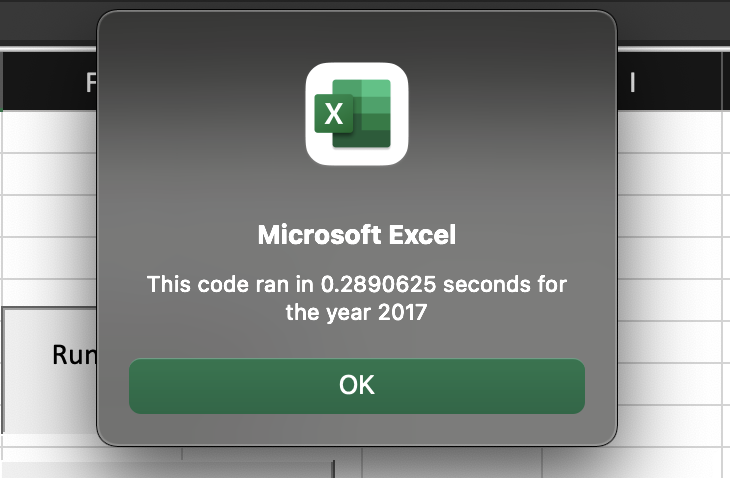 F
I
X
Microsoft Excel
This code ran in 0.2890625 seconds for
the year 2017
Run
OK